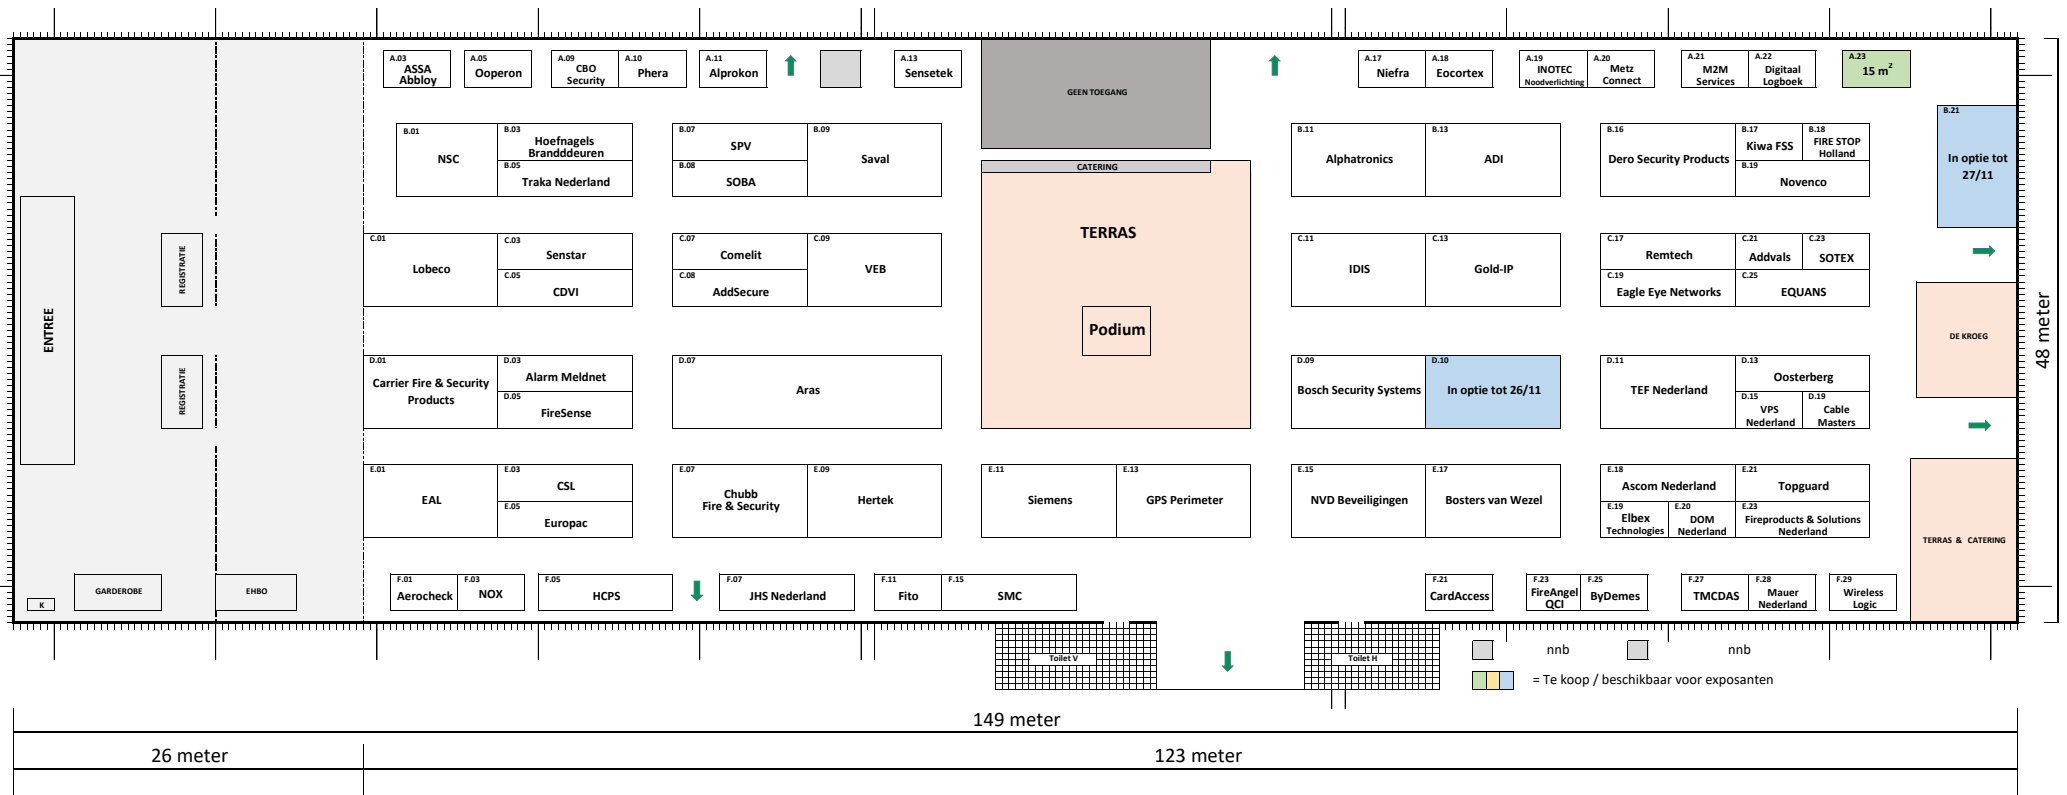 A.03
ASSA
Abbloy
A.05
Ooperon
A.09
CBO
Security
A.10
Phera
A.11
Alprokon
A.13
Sensetek
GEEN TOEGANG
A.17
Niefra
A.18
Eocortex
A.19
INOTEC
Noodverlichting
A.20
Metz
Connect
A.21
M2M
Services
A.22
Digitaal
Logboek
A.23
15 m²
B.01
NSC
B.03
Hoefnagels
Branddeuren
B.05
Traka Nederland
B.07
SPV
B.08
SOBA
B.09
Saval
CATERING
TERRAS
Podium
B.11
Alphatronics
B.13
ADI
B.16
Dero Security Products
B.17
Kiwa FSS
B.18
FIRE STOP
Holland
B.19
Novenco
B.21
In optie tot
27/11
ENTREE
REGISTRATIE
REGISTRATIE
C.01
Lobeco
C.03
Senstar
C.05
CDVI
C.07
Comelit
C.08
AddSecure
C.09
VEB
C.11
IDIS
C.13
Gold-IP
C.17
Remtech
C.19
Eagle Eye Networks
C.21
Addvals
C.23
SOTEX
C.25
EQUANS
DE KROEG
48 meter
D.01
Carrier Fire & Security
Products
D.03
Alarm Meldnet
D.05
FireSense
D.07
Aras
D.09
Bosch Security Systems
D.10
In optie tot 26/11
D.11
TEF Nederland
D.13
Oosterberg
D.15
VPS
Nederland
D.19
Cable
Masters
E.01
EAL
E.03
CSL
E.05
Europac
E.07
Chubb
Fire & Security
E.09
Hertek
E.11
Siemens
E.13
GPS Perimeter
E.15
NVD Beveiligingen
E.17
Bosters van Wezel
E.18
Ascom Nederland
E.19
Elbex
Technologies
E.20
DOM
Nederland
E.21
Topguard
E.23
Fireproducts & Solutions
Nederland
TERRAS & CATERING
K
GARDEROBE
EHBO
F.01
Aerocheck
F.03
NOX
F.05
HCPS
F.07
JHS Nederland
F.11
Fito
F.15
SMC
F.21
CardAccess
F.23
FireAngel
QCI
F.25
ByDemes
F.27
TMCDAS
F.28
Mauer
Nederland
F.29
Wireless
Logic
Toilet V
Toilet H
nnb
nnb
= Te koop / beschikbaar voor exposanten
149 meter
26 meter
123 meter